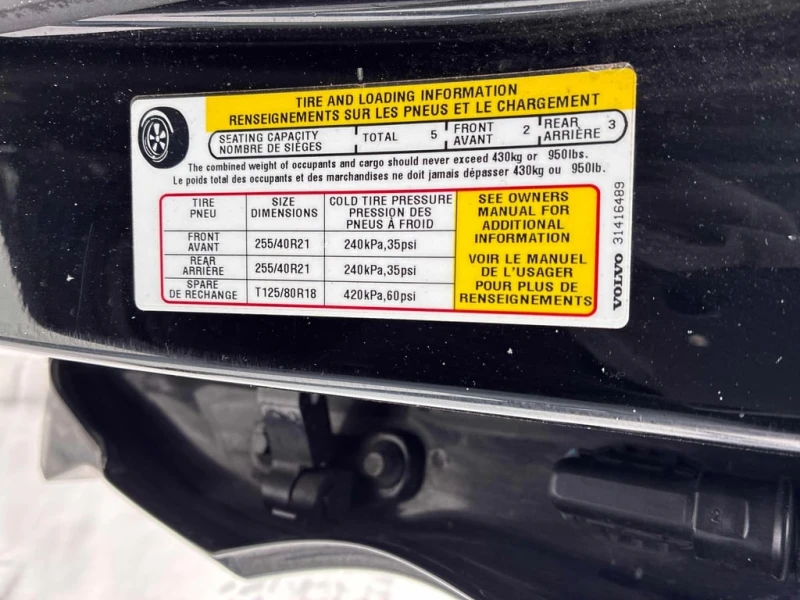 TIRE AND LOADING INFORMATION
RENSEIGNEMENTS SUR LES PNEUS ET LE CHARGEMENT
SEATING CAPACITY
NOMBRE DE SIÈGES
TOTAL 5
FRONT
AVANT
2
REAR
ARRIÈRE
3
The combined weight of occupants and cargo should never exceed 430kg or 950lbs.
Le poids total des occupants et des marchandises ne doit jamais dépasser 430kg ou 950lb.
TIRE
PNEU
SIZE
DIMENSIONS
COLD TIRE PRESSURE
PRESSION DES
PNEUS À FROID
FRONT
AVANT
255/40R21
240kPa,35psi
REAR
ARRIÈRE
255/40R21
240kPa,35psi
SPARE
DE RECHANGE
T125/80R18
420kPa,60psi
SEE OWNERS
MANUAL FOR
ADDITIONAL
INFORMATION
VOIR LE MANUEL
DE L'USAGER
POUR PLUS DE
RENSEIGNEMENTS
VOLVO 31416489